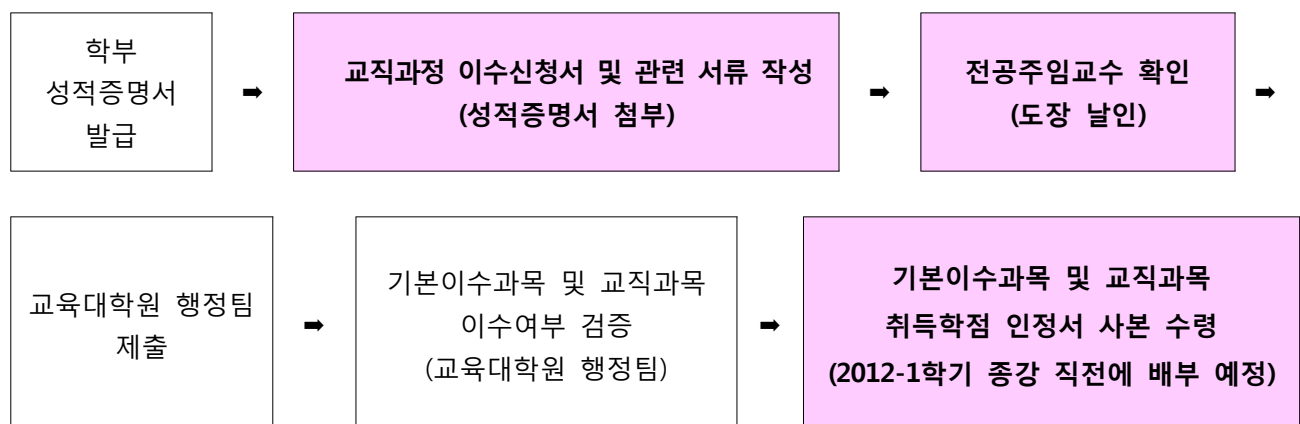 학부
성적증명서
발급
➡
교직과정 이수신청서 및 관련 서류 작성
(성적증명서 첨부)
➡
전공주임교수 확인
(도장 날인)
➡
교육대학원 행정팀
제출
➡
기본이수과목 및 교직과목
이수여부 검증
(교육대학원 행정팀)
➡
기본이수과목 및 교직과목
취득학점 인정서 사본 수령
(2012-1학기 종강 직전에 배부 예정)